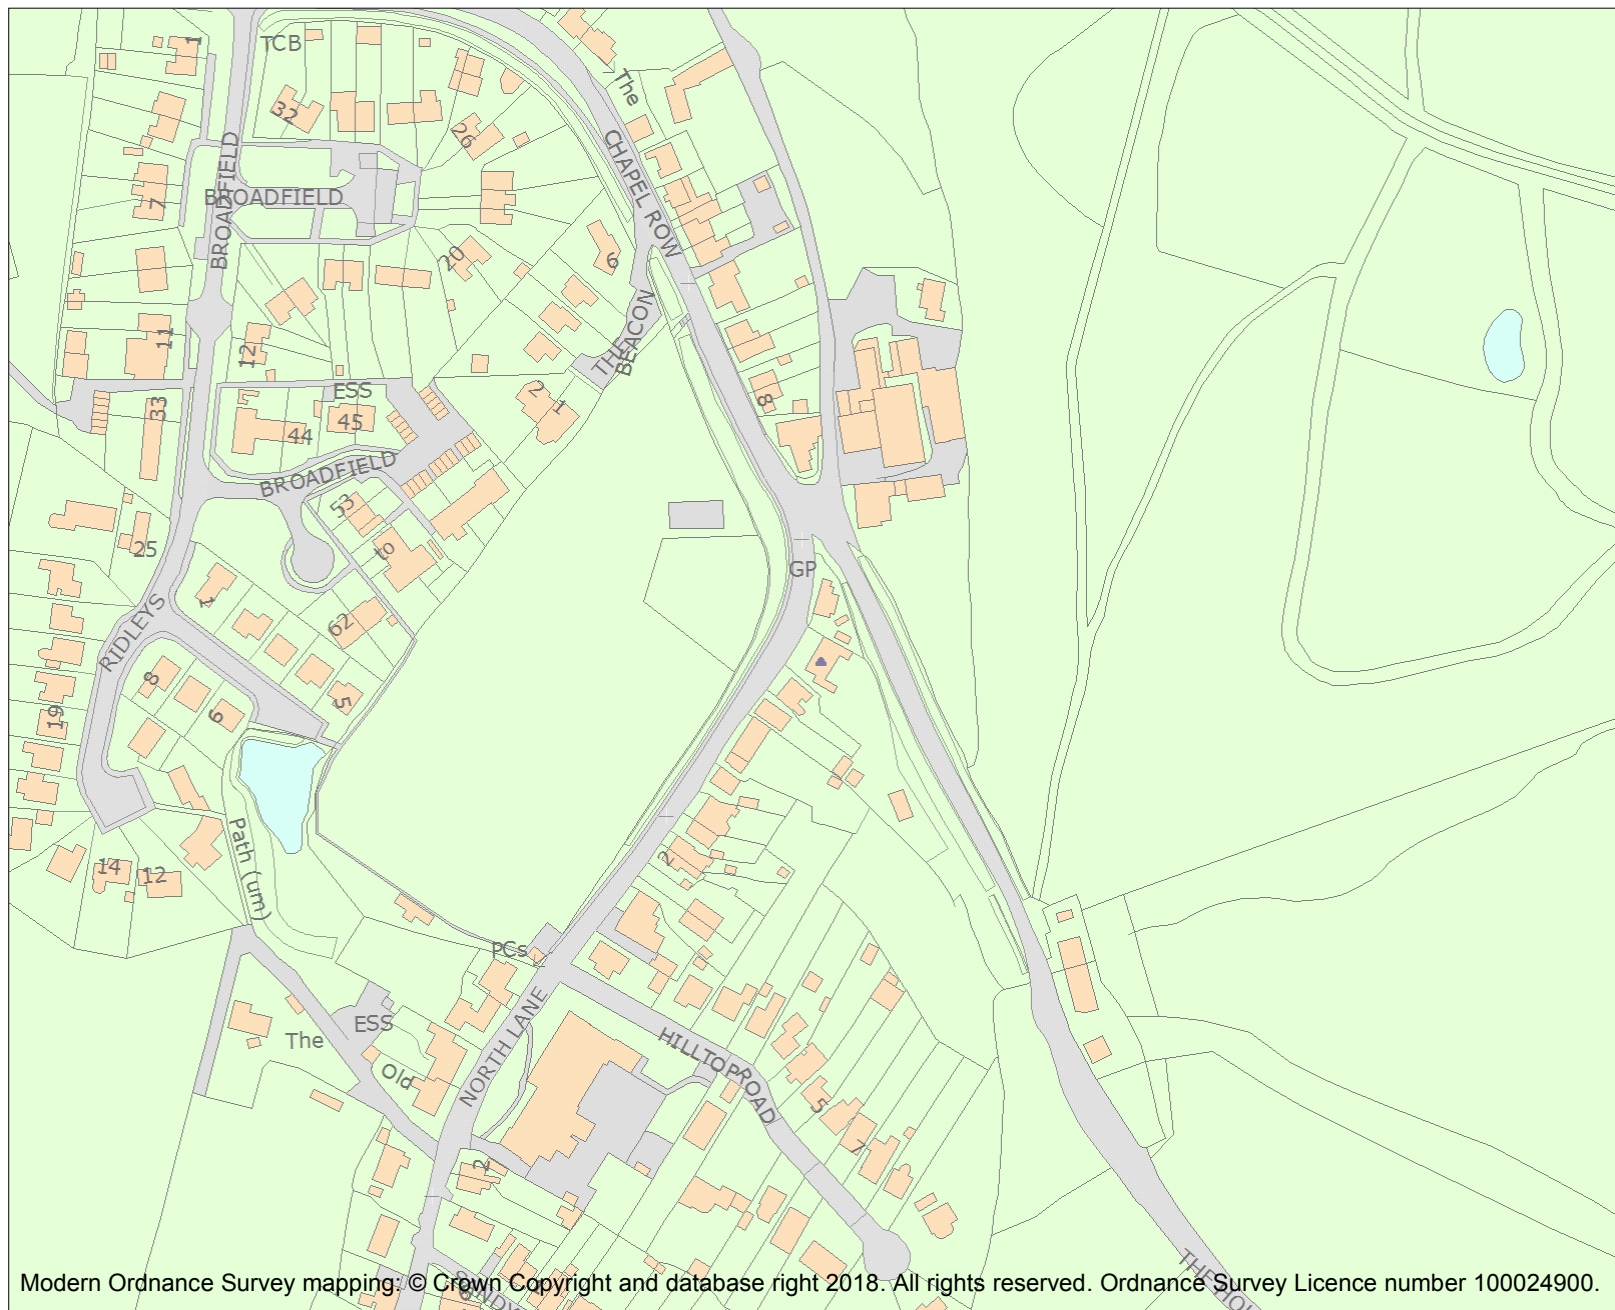 1
TCB
The
32
26
CHAPEL ROW
BROADFIELD
BROADFIELD
7
20
6
THE BEACON
11
12
ESS
2
1
8
33
45
44
BROADFIELD
53
to
25
GP
1
RIDLEYS
62
8
5
6
19
Path (um)
2
14
12
PCs
ESS
The
Old
NORTH LANE
HILLTOP ROAD
5
7
2
Modern Ordnance Survey mapping: © Crown Copyright and database right 2018. All rights reserved. Ordnance Survey Licence number 100024900.